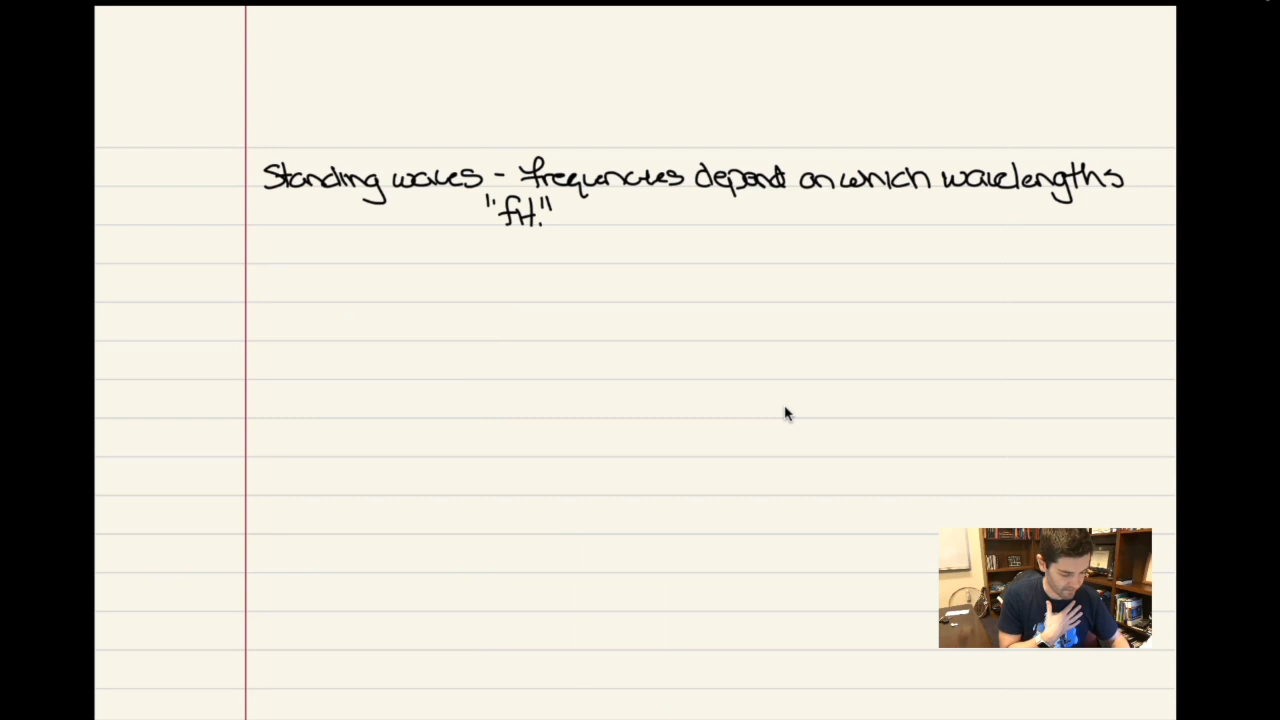 Standing waves - frequencies depend on which wavelengths
"fit."